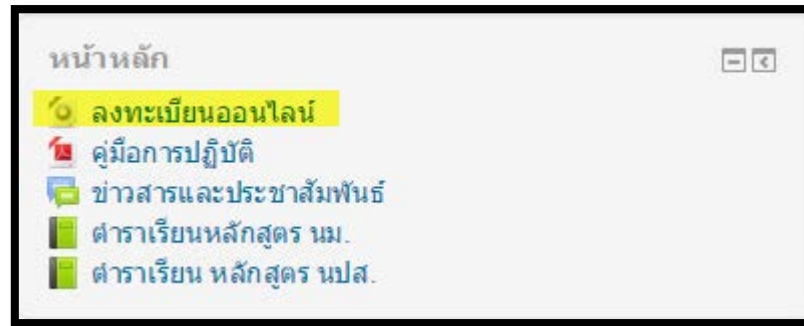 หน้าหลัก
ลงทะเบียนออนไลน์
คู่มือการปฏิบัติ
ข่าวสารและประชาสัมพันธ์
ตำราเรียนหลักสูตร นม.
ตำราเรียน หลักสูตร นปส.